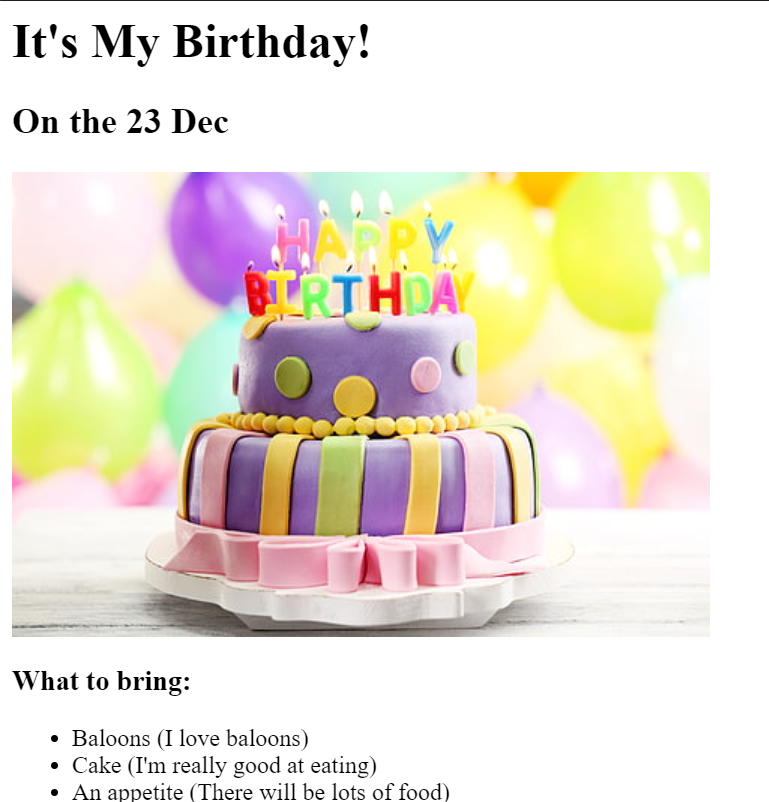 It's My Birthday!
On the 23 Dec
HAPPY
BIRTHDAY
What to bring:
Baloons (I love baloons)
Cake (I'm really good at eating)
An appetite (There will be lots of food)